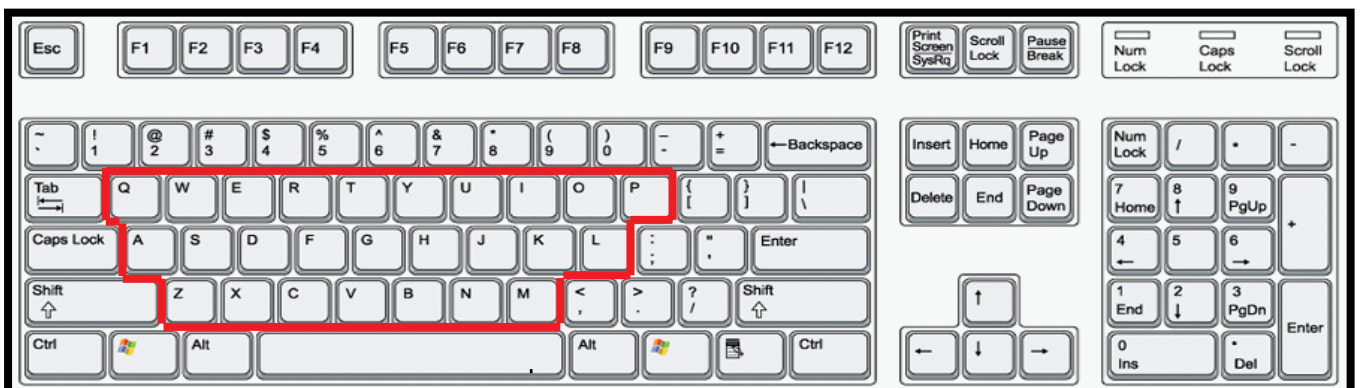 Esc F1 F2 F3 F4 F5 F6 F7 F8 F9 F10 F11 F12 Print Screen SysRq Scroll Lock Pause Break Num Lock Caps Lock Scroll Lock
~ ` ! 1 @ 2 # 3 $ 4 % 5 ^ 6 & 7 * 8 ( 9 ) 0 _ - + = ←Backspace Insert Home Page Up Num Lock / * -
Tab Q W E R T Y U I O P { [ } ] | \ Delete End Page Down 7 Home 8 ↑ 9 PgUp +
Caps Lock A S D F G H J K L : ; " ' Enter 4 ← 5 6 →
Shift Z X C V B N M < , > . ? / Shift ↑ 1 End 2 ↓ 3 PgDn Enter
Ctrl Alt Alt Ctrl ← ↓ → 0 Ins . Del